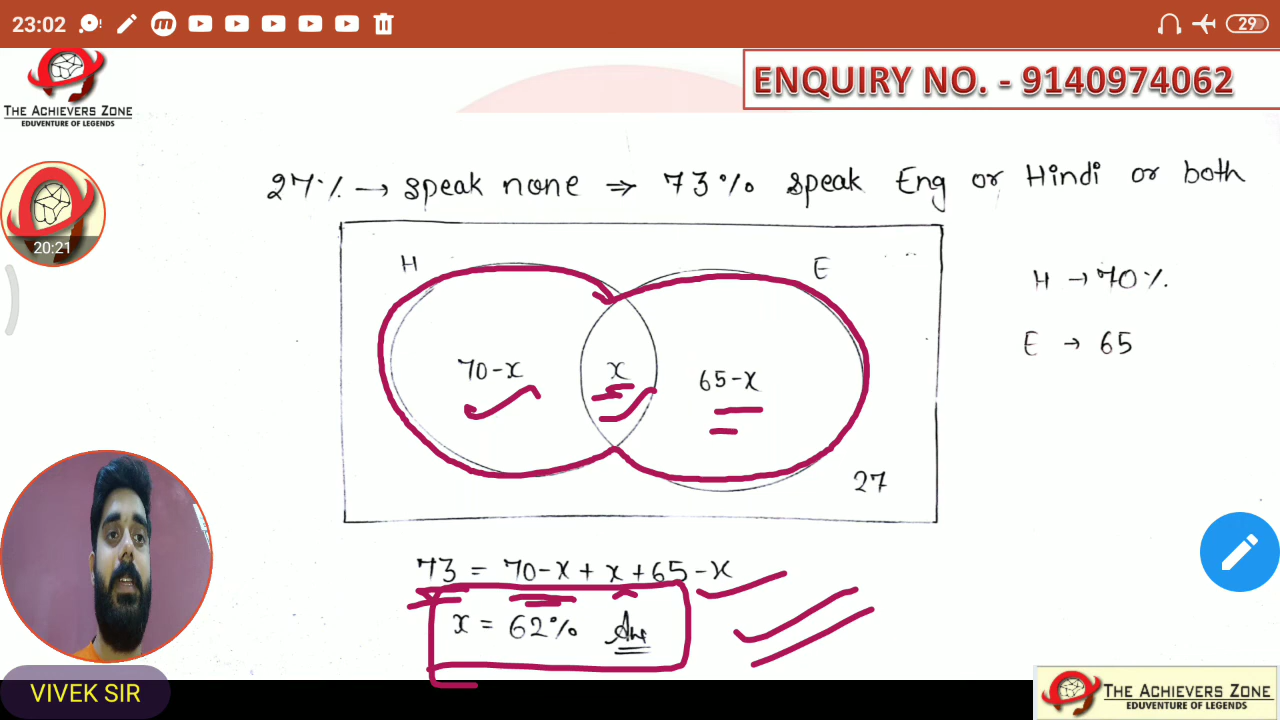 23:02
29
THE ACHIEVERS ZONE
EDUVENTURE OF LEGENDS
ENQUIRY NO. - 9140974062
27% → speak none ⇒ 73% speak Eng or Hindi or both
20:21
H
E
H → 70%
E → 65
70-x
x
65-x
27
73 = 70-x + x + 65 - x
x = 62% Ans
VIVEK SIR
THE ACHIEVERS ZONE
EDUVENTURE OF LEGENDS